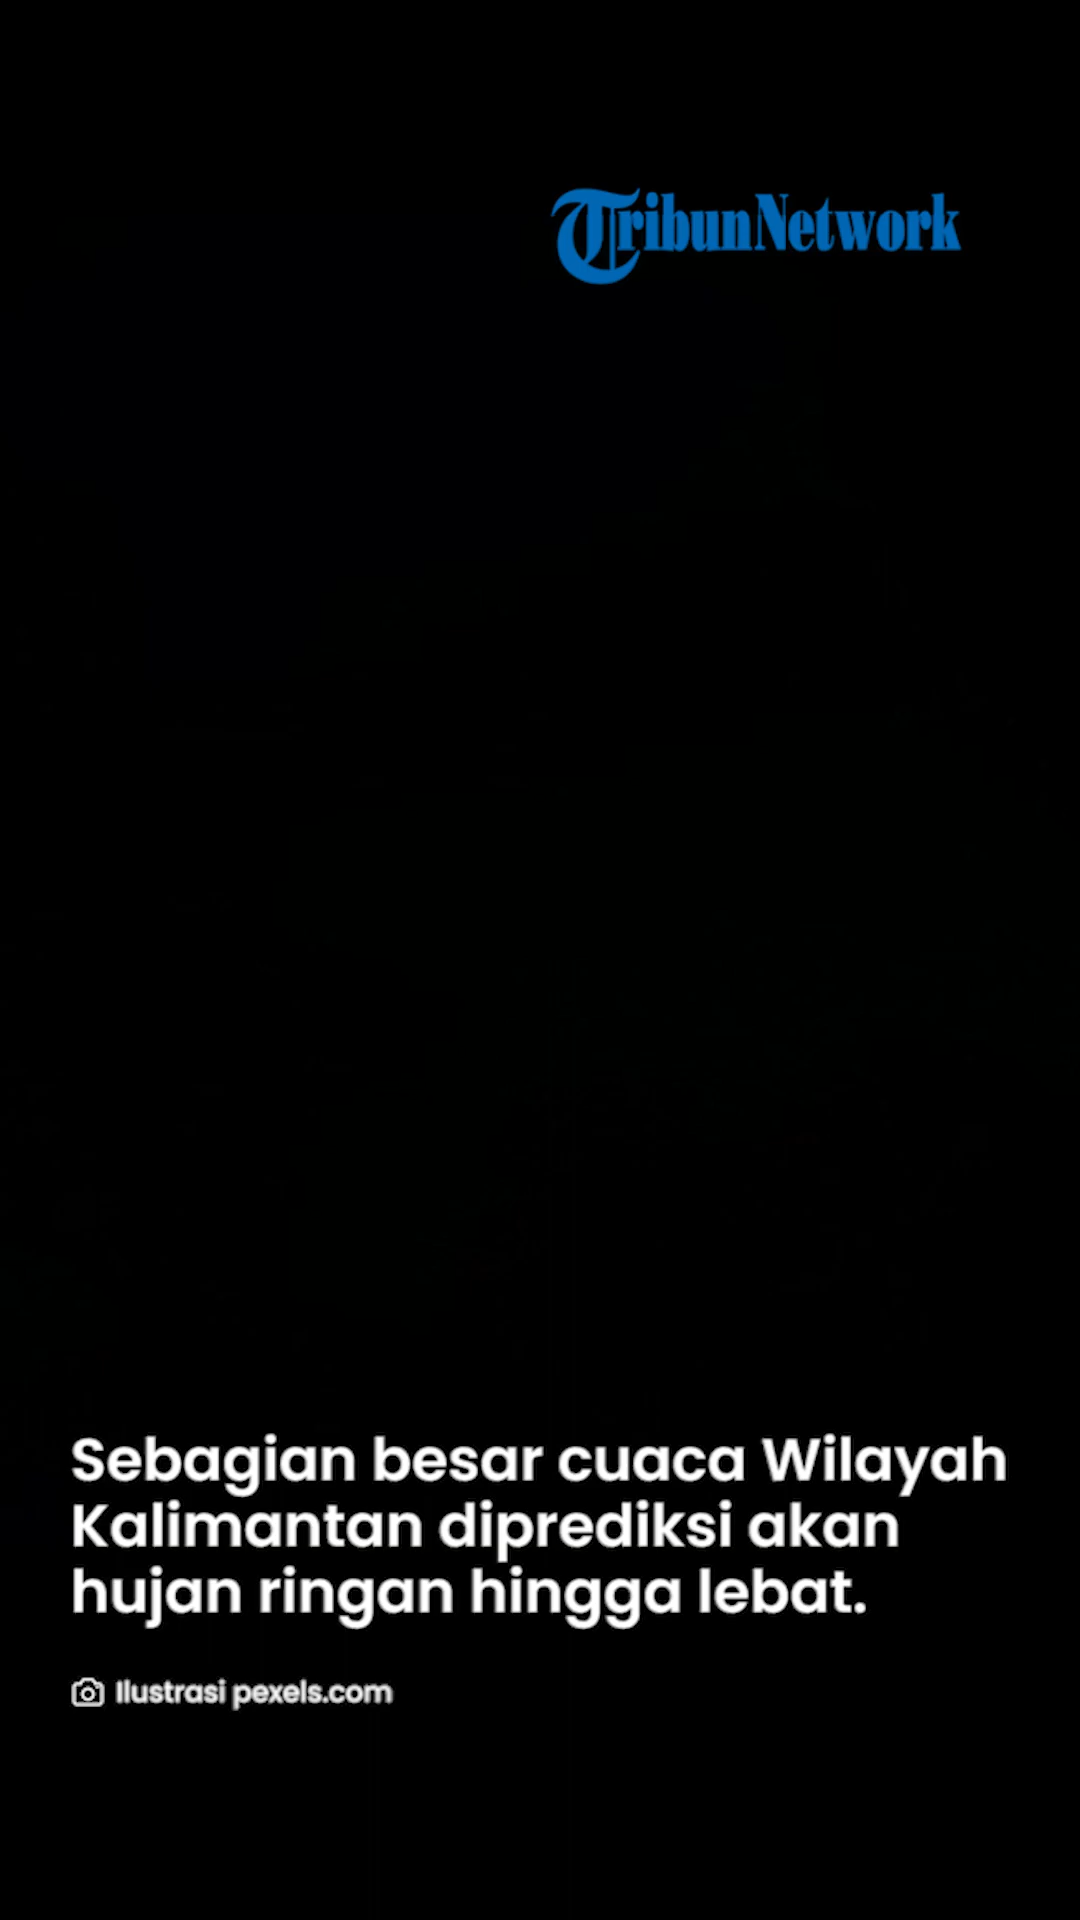 TribunNetwork
Sebagian besar cuaca Wilayah
Kalimantan diprediksi akan
hujan ringan hingga lebat.
Ilustrasi pexels.com